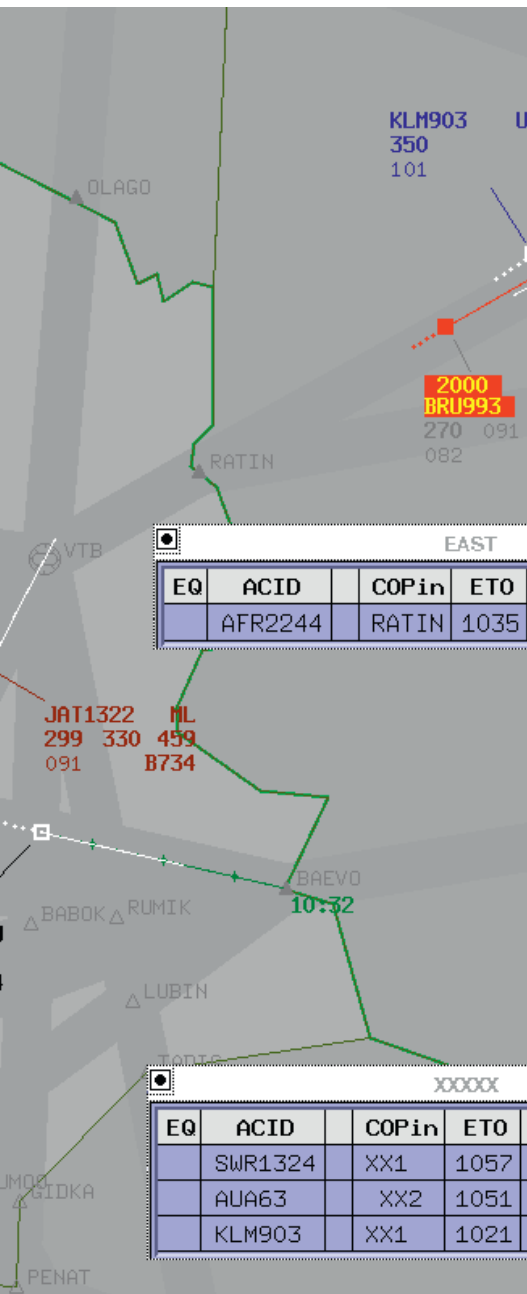 KLM903 U
350
101
OLAGO
2000
BRU993
270 091
082
RATIN
VTB
EAST
EQ ACID COPin ETO
AFR2244 RATIN 1035
JAT1322 ML
299 330 459
091 B734
BAEVO
10:32
BABOK RUMIK
LUBIN
XXXXX
EQ ACID COPin ETO
SWR1324 XX1 1057
AUA63 XX2 1051
KLM903 XX1 1021
GIDKA
PENAT